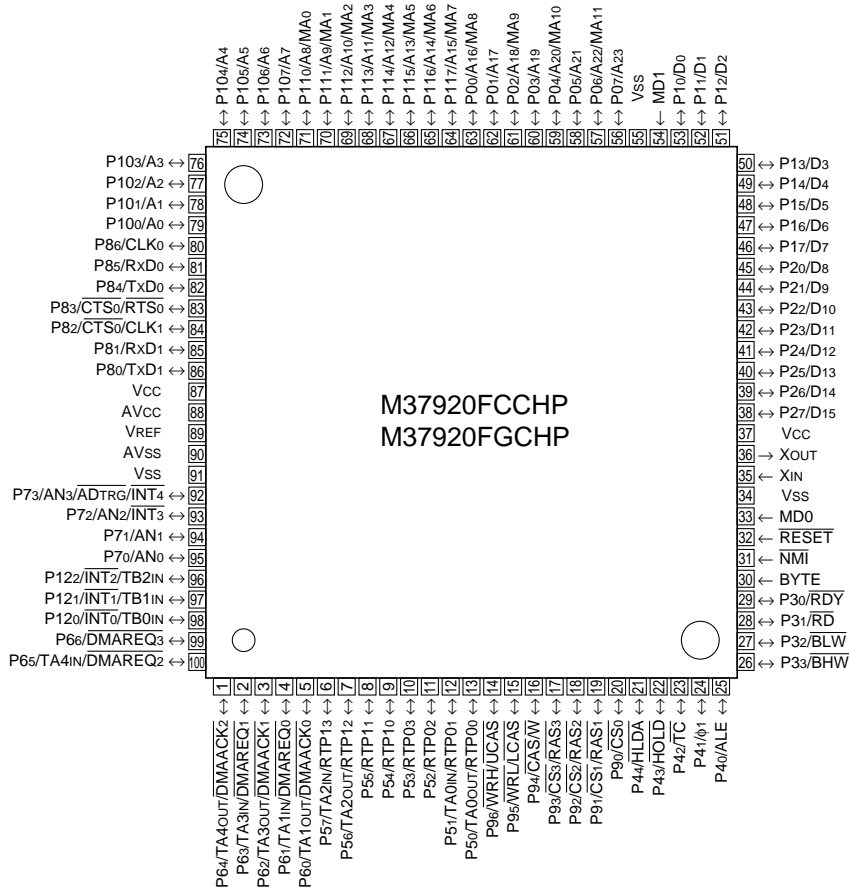 75 ↔ P104/A4
74 ↔ P105/A5
73 ↔ P106/A6
72 ↔ P107/A7
71 ↔ P110/A8/MA0
70 ↔ P111/A9/MA1
69 ↔ P112/A10/MA2
68 ↔ P113/A11/MA3
67 ↔ P114/A12/MA4
66 ↔ P115/A13/MA5
65 ↔ P116/A14/MA6
64 ↔ P117/A15/MA7
63 ↔ P00/A16/MA8
62 ↔ P01/A17
61 ↔ P02/A18/MA9
60 ↔ P03/A19
59 ↔ P04/A20/MA10
58 ↔ P05/A21
57 ↔ P06/A22/MA11
56 ↔ P07/A23
55 VSS
54 ← MD1
53 ↔ P10/D0
52 ↔ P11/D1
51 ↔ P12/D2
P103/A3 ↔ 76
P102/A2 ↔ 77
P101/A1 ↔ 78
P100/A0 ↔ 79
P86/CLK0 ↔ 80
P85/RXD0 ↔ 81
P84/TXD0 ↔ 82
P83/CTS0/RTS0 ↔ 83
P82/CTS0/CLK1 ↔ 84
P81/RXD1 ↔ 85
P80/TXD1 ↔ 86
VCC 87
AVCC 88
VREF 89
AVSS 90
VSS 91
P73/AN3/ADTRG/INT4 ↔ 92
P72/AN2/INT3 ↔ 93
P71/AN1 ↔ 94
P70/AN0 ↔ 95
P122/INT2/TB2IN ↔ 96
P121/INT1/TB1IN ↔ 97
P120/INT0/TB0IN ↔ 98
P66/DMAREQ3 ↔ 99
P65/TA4IN/DMAREQ2 ↔ 100
M37920FCCHP
M37920FGCHP
50 ↔ P13/D3
49 ↔ P14/D4
48 ↔ P15/D5
47 ↔ P16/D6
46 ↔ P17/D7
45 ↔ P20/D8
44 ↔ P21/D9
43 ↔ P22/D10
42 ↔ P23/D11
41 ↔ P24/D12
40 ↔ P25/D13
39 ↔ P26/D14
38 ↔ P27/D15
37 VCC
36 → XOUT
35 ← XIN
34 VSS
33 ← MD0
32 ← RESET
31 ← NMI
30 ← BYTE
29 ↔ P30/RDY
28 ↔ P31/RD
27 ↔ P32/BLW
26 ↔ P33/BHW
P64/TA4OUT/DMAACK2 ↔ 1
P63/TA3IN/DMAREQ1 ↔ 2
P62/TA3OUT/DMAACK1 ↔ 3
P61/TA1IN/DMAREQ0 ↔ 4
P60/TA1OUT/DMAACK0 ↔ 5
P57/TA2IN/RTP13 ↔ 6
P56/TA2OUT/RTP12 ↔ 7
P55/RTP11 ↔ 8
P54/RTP10 ↔ 9
P53/RTP03 ↔ 10
P52/RTP02 ↔ 11
P51/TA0IN/RTP01 ↔ 12
P50/TA0OUT/RTP00 ↔ 13
P96/WRH/UCAS ↔ 14
P95/WRL/LCAS ↔ 15
P94/CAS/W ↔ 16
P93/CS3/RAS3 ↔ 17
P92/CS2/RAS2 ↔ 18
P91/CS1/RAS1 ↔ 19
P90/CS0 ↔ 20
P44/HLDA ↔ 21
P43/HOLD ↔ 22
P42/TC ↔ 23
P41/φ1 ↔ 24
P40/ALE ↔ 25